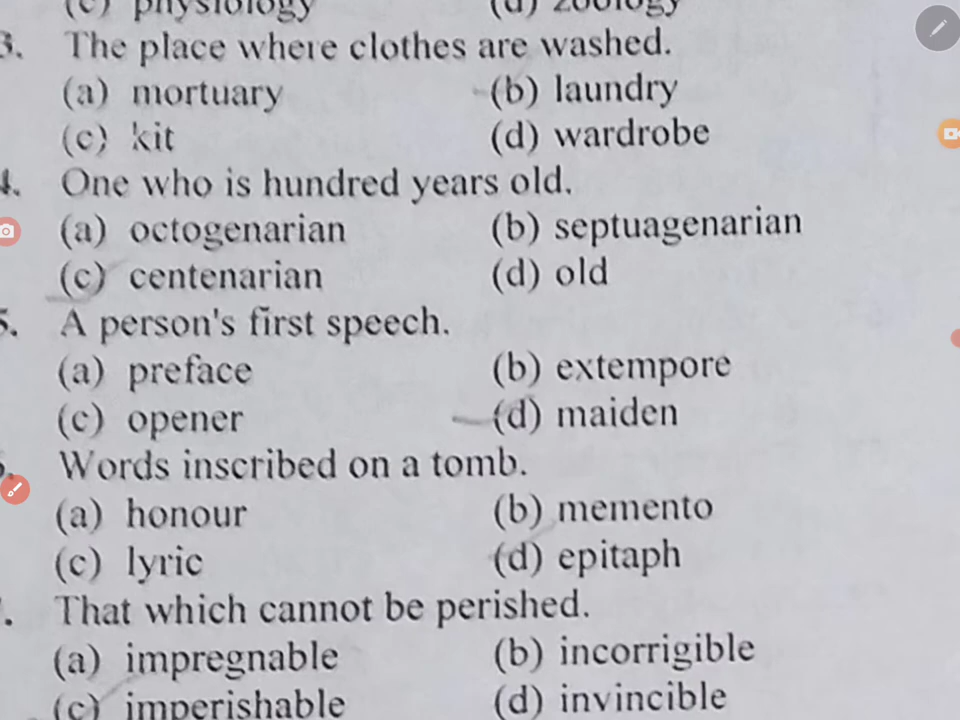 (c) physiology (d) zoology
3. The place where clothes are washed.
(a) mortuary (b) laundry
(c) kit (d) wardrobe
4. One who is hundred years old.
(a) octogenarian (b) septuagenarian
(c) centenarian (d) old
5. A person's first speech.
(a) preface (b) extempore
(c) opener (d) maiden
Words inscribed on a tomb.
(a) honour (b) memento
(c) lyric (d) epitaph
That which cannot be perished.
(a) impregnable (b) incorrigible
(c) imperishable (d) invincible